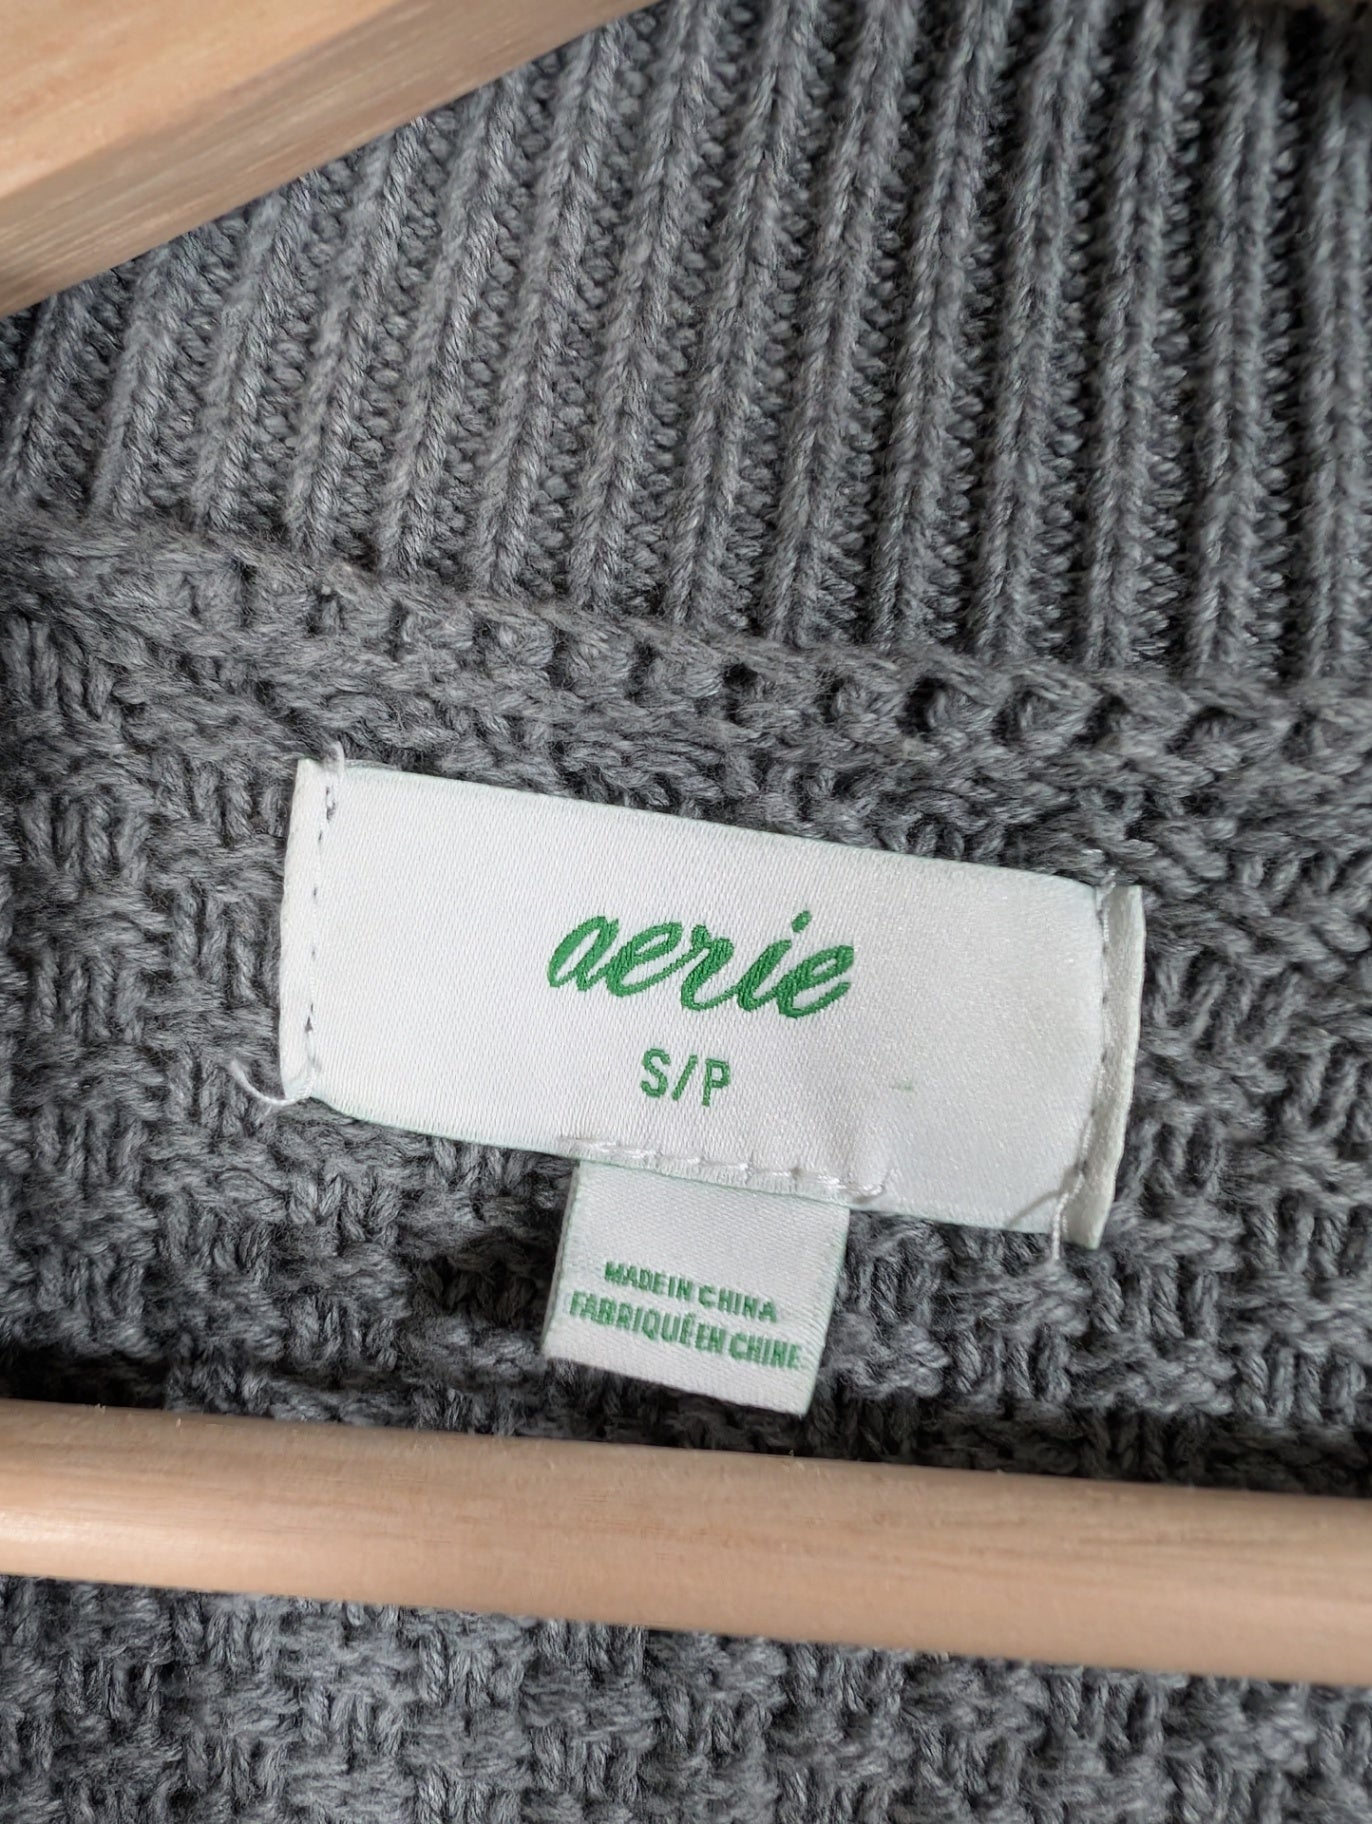 aerie
S/P
MADE IN CHINA
FABRIQUÉ EN CHINE